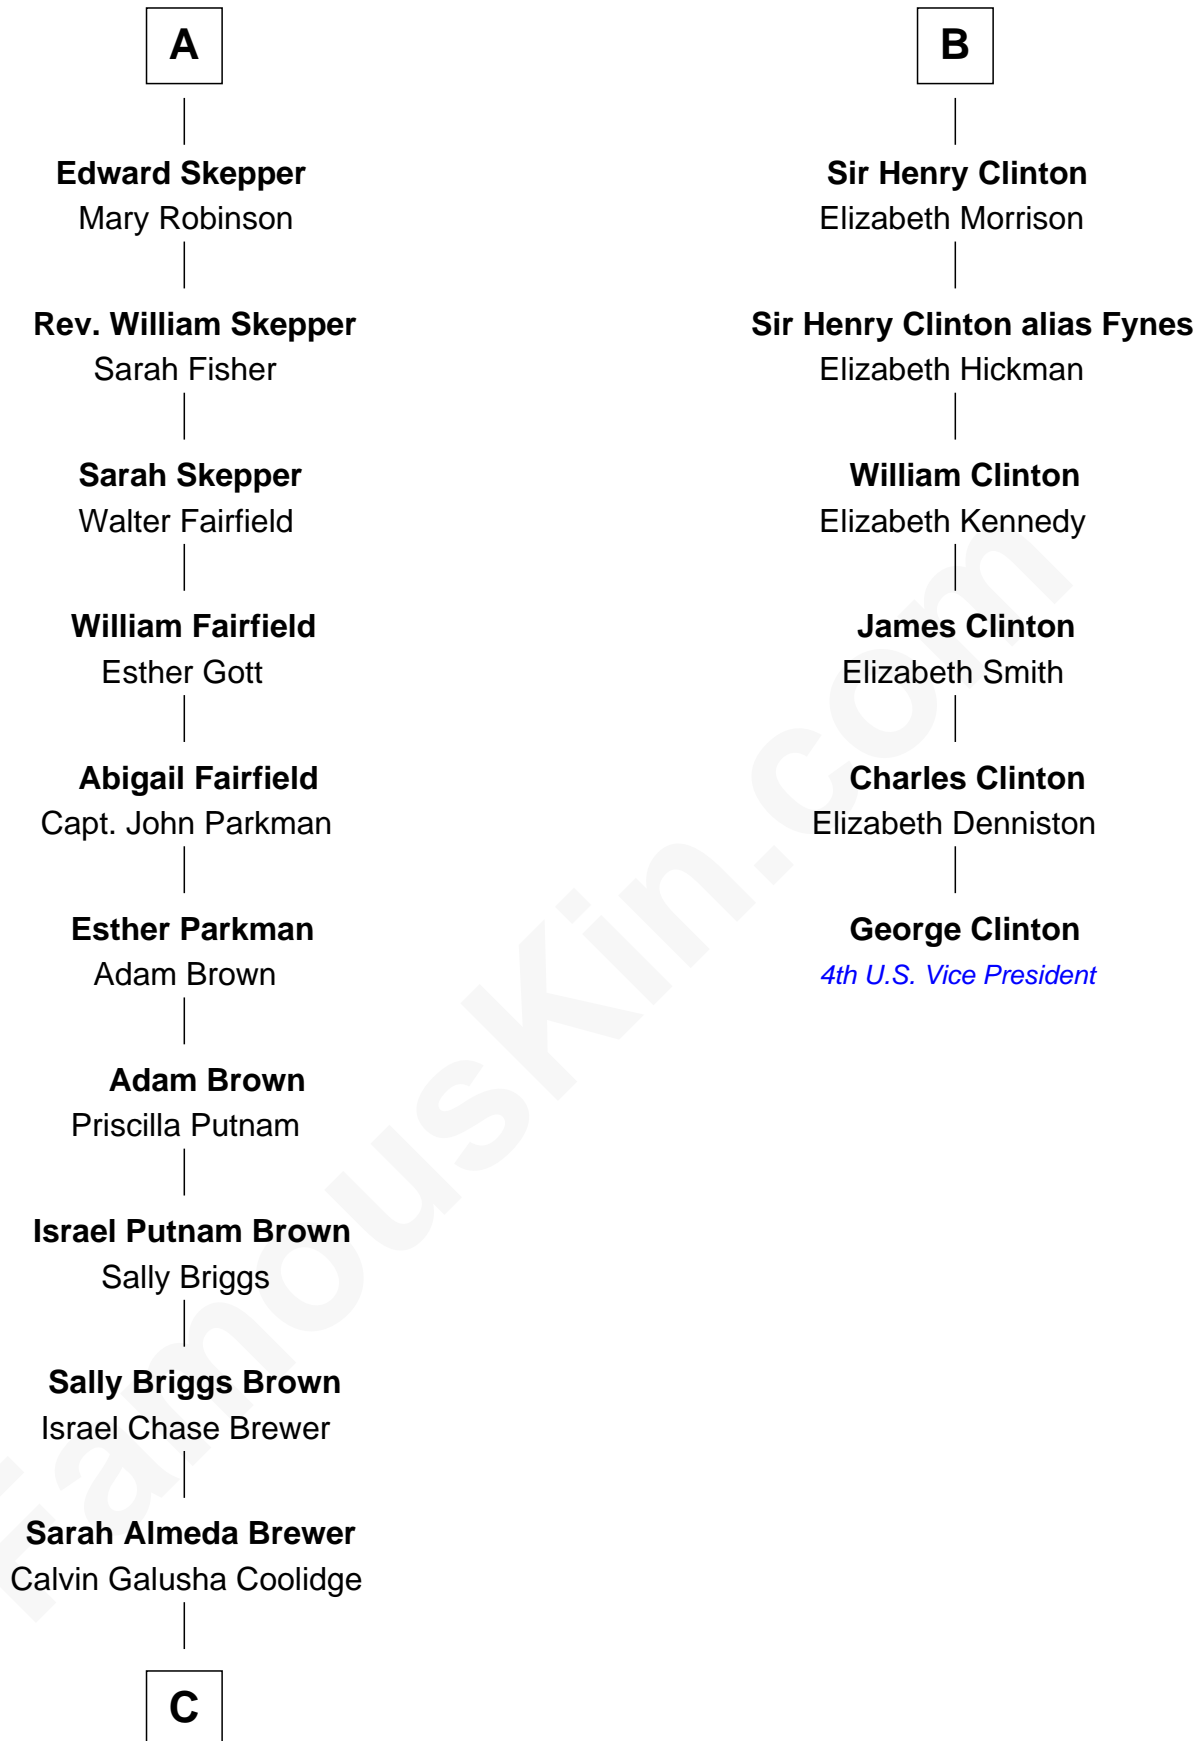 A
Edward Skepper
Mary Robinson
Rev. William Skepper
Sarah Fisher
Sarah Skepper
Walter Fairfield
William Fairfield
Esther Gott
Abigail Fairfield
Capt. John Parkman
Esther Parkman
Adam Brown
Adam Brown
Priscilla Putnam
Israel Putnam Brown
Sally Briggs
Sally Briggs Brown
Israel Chase Brewer
Sarah Almeda Brewer
Calvin Galusha Coolidge
C
B
Sir Henry Clinton
Elizabeth Morrison
Sir Henry Clinton alias Fynes
Elizabeth Hickman
William Clinton
Elizabeth Kennedy
James Clinton
Elizabeth Smith
Charles Clinton
Elizabeth Denniston
George Clinton
4th U.S. Vice President
FamousKin.com